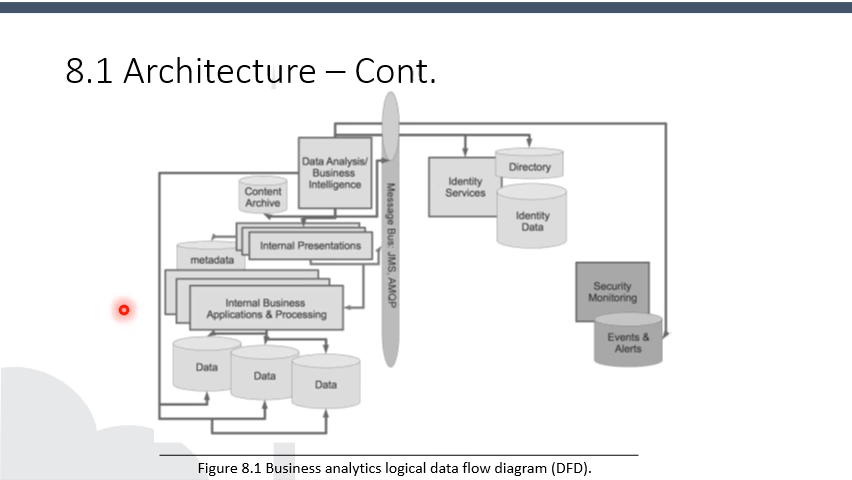 8.1 Architecture – Cont.
Data Analysis/
Business
Intelligence
Content
Archive
Internal Presentations
metadata
Internal Business
Applications & Processing
Data
Data
Data
Message Bus: JMS, AMQP
Identity
Services
Directory
Identity
Data
Security
Monitoring
Events &
Alerts
Figure 8.1 Business analytics logical data flow diagram (DFD).